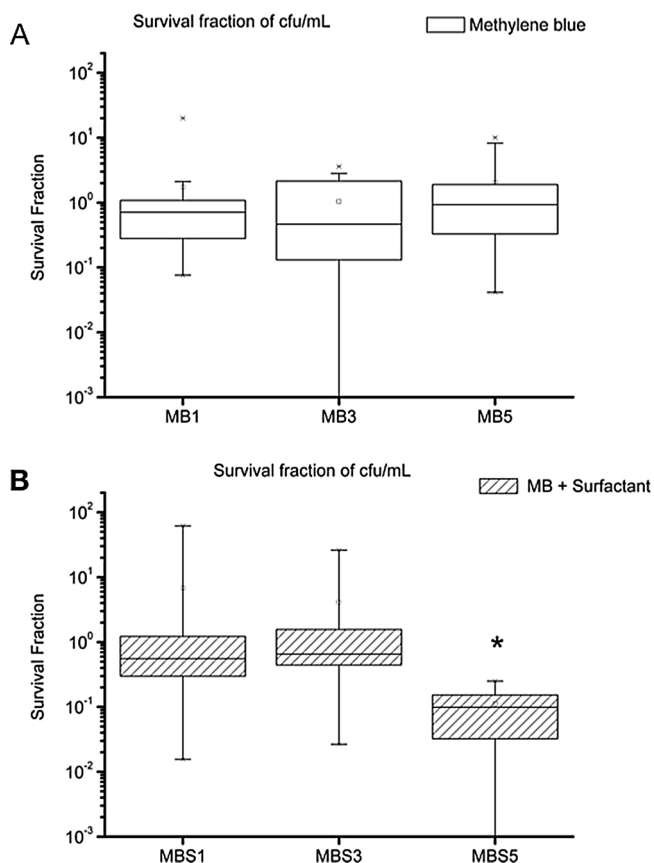 A
Survival fraction of cfu/mL
Methylene blue
Survival Fraction
10²
10¹
10⁰
10⁻¹
10⁻²
10⁻³
MB1 MB3 MB5
B
Survival fraction of cfu/mL
MB + Surfactant
Survival Fraction
10²
10¹
10⁰
10⁻¹
10⁻²
10⁻³
*
MBS1 MBS3 MBS5